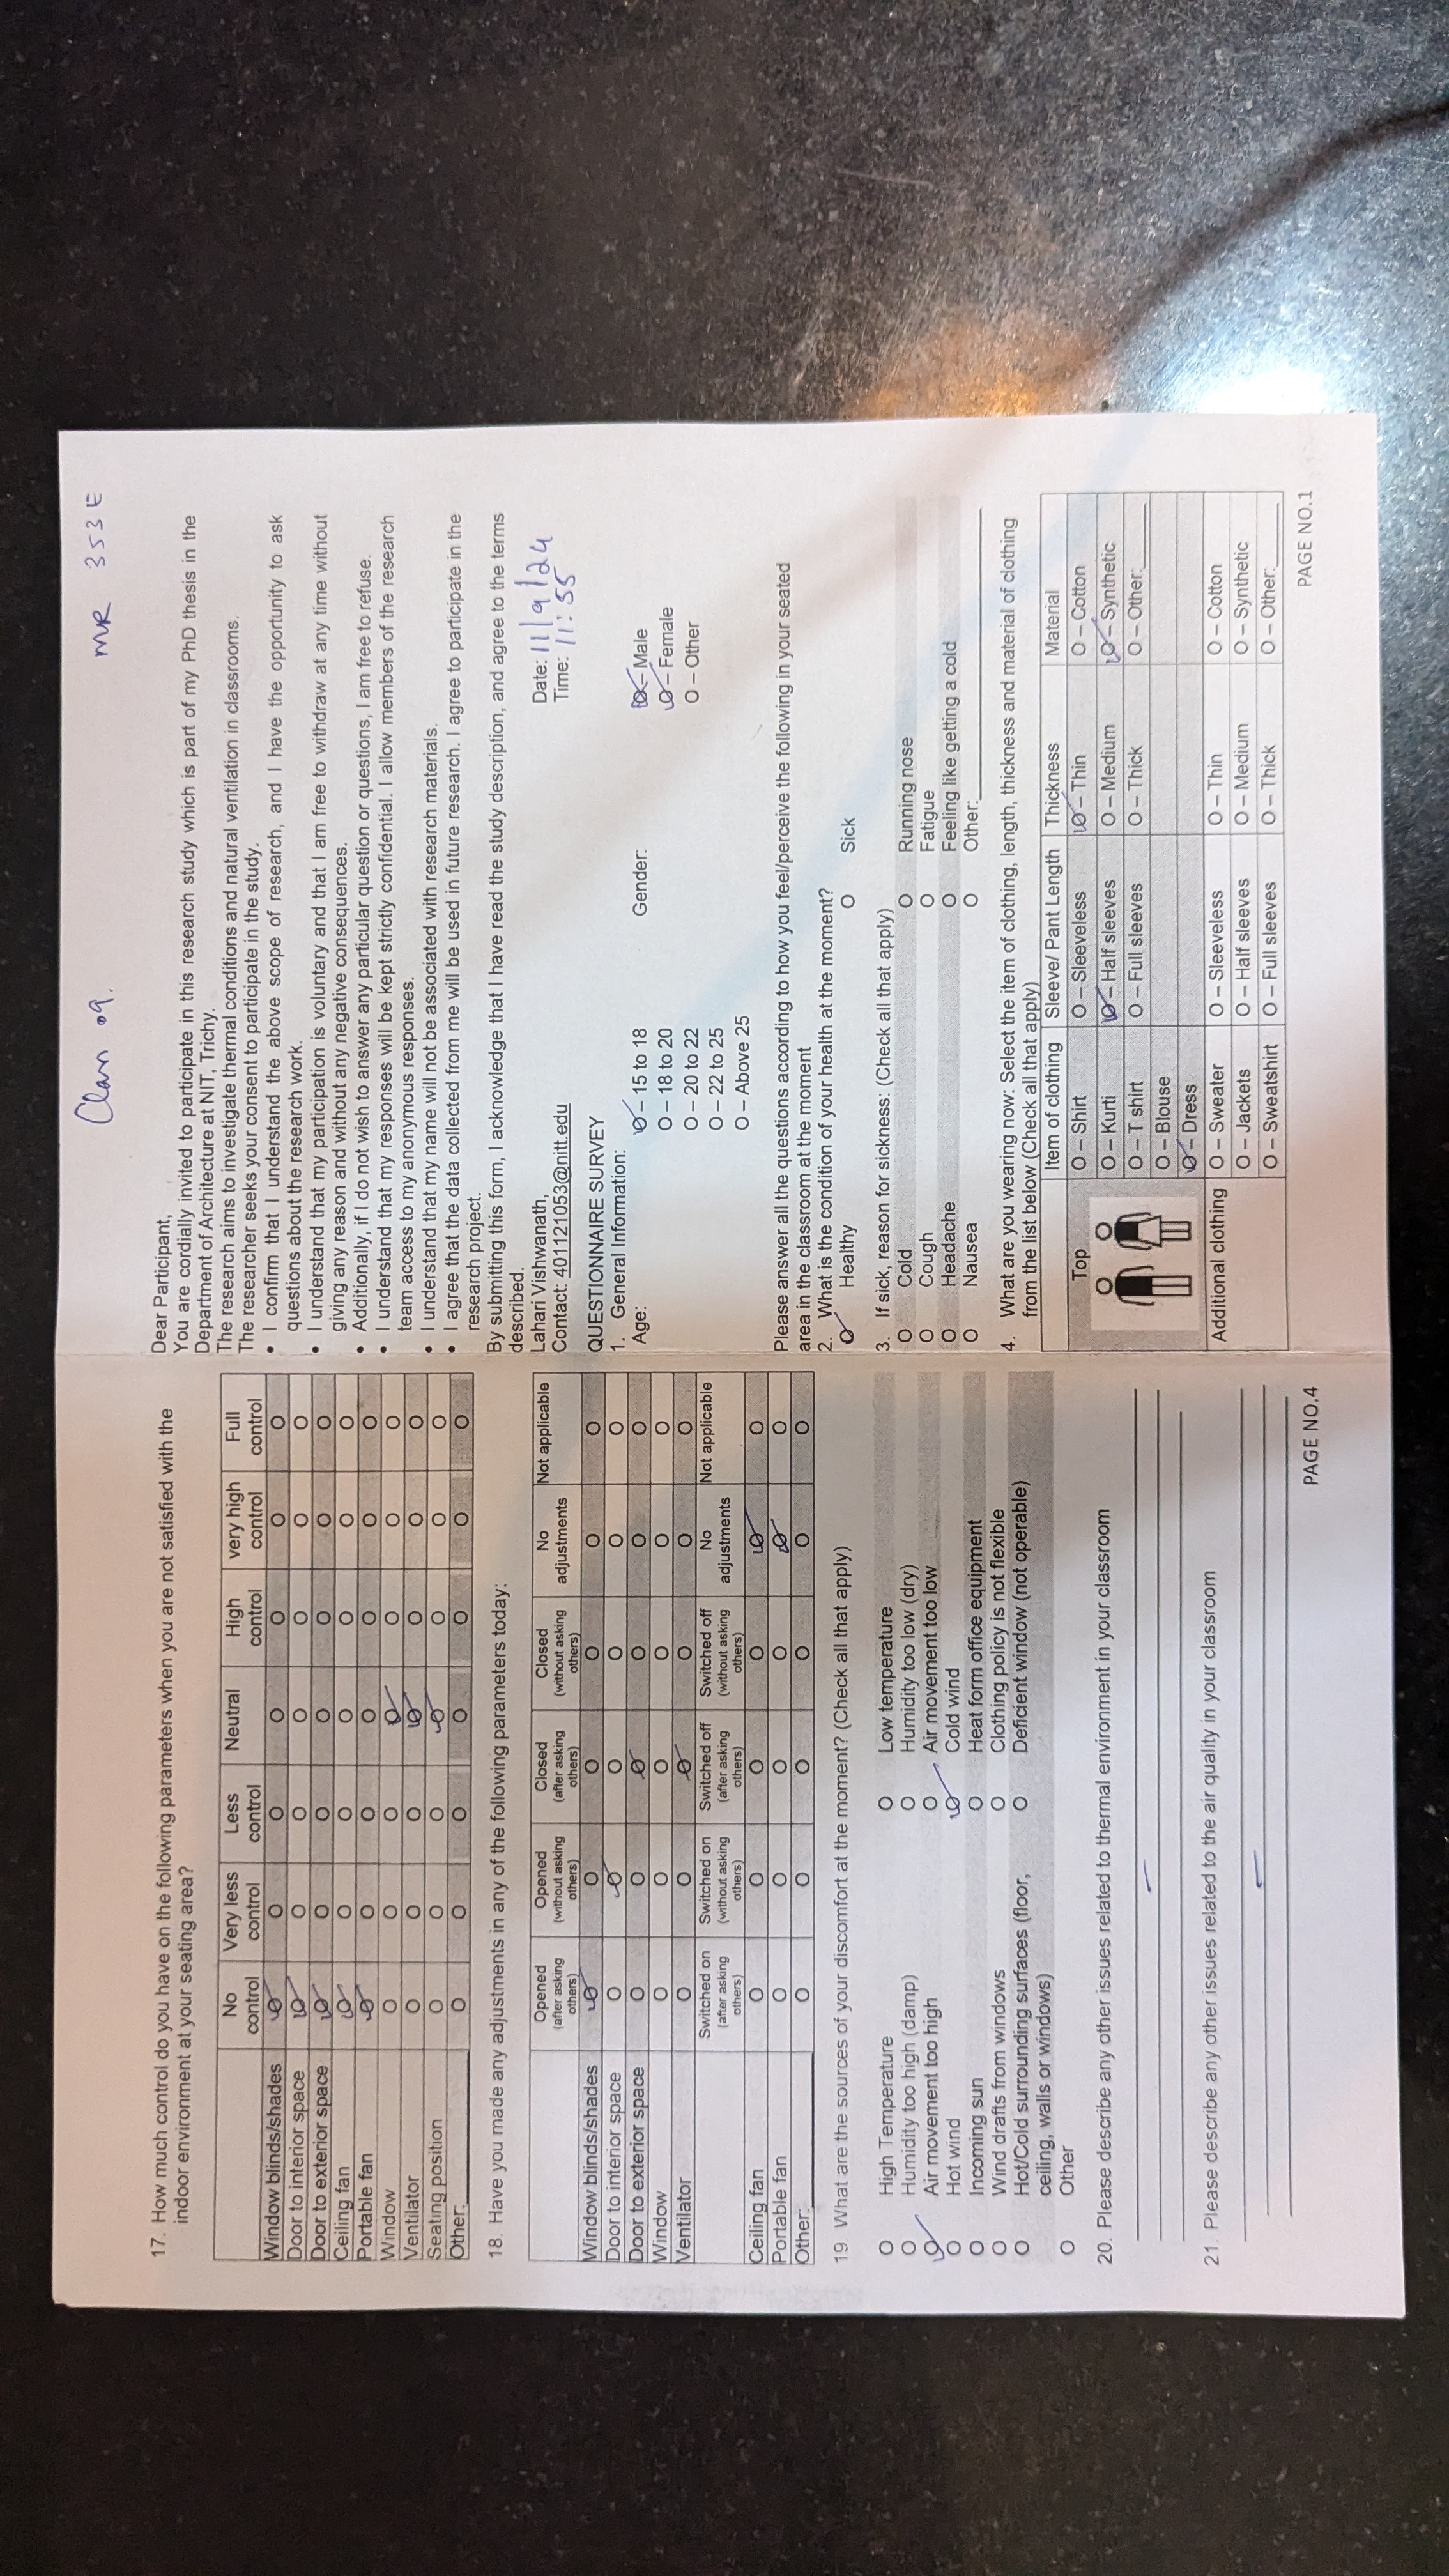 Clan 09.
MR 353E
17. How much control do you have on the following parameters when you are not satisfied with the
indoor environment at your seating area?
No control Very less control Less control Neutral High control very high control Full control
Window blinds/shades O O O O O O O
Door to interior space O O O O O O O
Door to exterior space O O O O O O O
Ceiling fan O O O O O O O
Portable fan O O O O O O O
Window O O O O O O O
Ventilator O O O O O O O
Seating position O O O O O O O
Other: O O O O O O O
18. Have you made any adjustments in any of the following parameters today:
Opened (after asking others) Opened (without asking others) Closed (after asking others) Closed (without asking others) No adjustments Not applicable
Window blinds/shades O O O O O O
Door to interior space O O O O O O
Door to exterior space O O O O O O
Window O O O O O O
Ventilator O O O O O O
Switched on (after asking others) Switched on (without asking others) Switched off (after asking others) Switched off (without asking others) No adjustments Not applicable
Ceiling fan O O O O O O
Portable fan O O O O O O
Other: O O O O O O
19. What are the sources of your discomfort at the moment? (Check all that apply)
O High Temperature O Low temperature
O Humidity too high (damp) O Humidity too low (dry)
O Air movement too high O Air movement too low
O Hot wind O Cold wind
O Incoming sun O Heat form office equipment
O Wind drafts from windows O Clothing policy is not flexible
O Hot/Cold surrounding surfaces (floor, O Deficient window (not operable)
ceiling, walls or windows)
O Other
20. Please describe any other issues related to thermal environment in your classroom
–
21. Please describe any other issues related to the air quality in your classroom
–
PAGE NO.4
Dear Participant,
You are cordially invited to participate in this research study which is part of my PhD thesis in the
Department of Architecture at NIT, Trichy.
The research aims to investigate thermal conditions and natural ventilation in classrooms.
The researcher seeks your consent to participate in the study.
• I confirm that I understand the above scope of research, and I have the opportunity to ask
questions about the research work.
• I understand that my participation is voluntary and that I am free to withdraw at any time without
giving any reason and without any negative consequences.
• Additionally, if I do not wish to answer any particular question or questions, I am free to refuse.
• I understand that my responses will be kept strictly confidential. I allow members of the research
team access to my anonymous responses.
• I understand that my name will not be associated with research materials.
• I agree that the data collected from me will be used in future research. I agree to participate in the
research project.
By submitting this form, I acknowledge that I have read the study description, and agree to the terms
described.
Lahari Vishwanath, Date: 11/9/24
Contact: 401121053@nitt.edu Time: 11:55
QUESTIONNAIRE SURVEY
1. General Information:
Age: O – 15 to 18 Gender: O – Male
O – 18 to 20 O – Female
O – 20 to 22 O – Other
O – 22 to 25
O – Above 25
Please answer all the questions according to how you feel/perceive the following in your seated
area in the classroom at the moment
2. What is the condition of your health at the moment?
O Healthy O Sick
3. If sick, reason for sickness: (Check all that apply)
O Cold O Running nose
O Cough O Fatigue
O Headache O Feeling like getting a cold
O Nausea O Other:
4. What are you wearing now: Select the item of clothing, length, thickness and material of clothing
from the list below (Check all that apply)
Item of clothing Sleeve/ Pant Length Thickness Material
Top O – Shirt O – Sleeveless O – Thin O – Cotton
O – Kurti O – Half sleeves O – Medium O – Synthetic
O – T shirt O – Full sleeves O – Thick O – Other:
O – Blouse
O – Dress
Additional clothing O – Sweater O – Sleeveless O – Thin O – Cotton
O – Jackets O – Half sleeves O – Medium O – Synthetic
O – Sweatshirt O – Full sleeves O – Thick O – Other:
PAGE NO.1